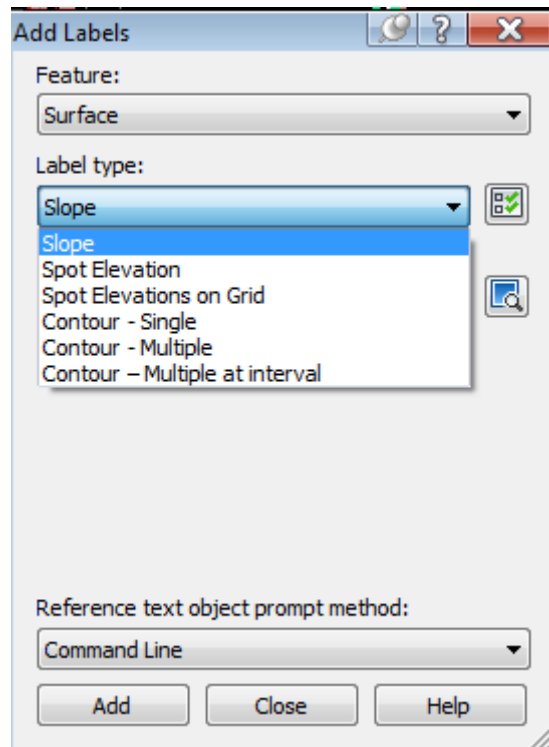 Add Labels
Feature:
Surface
Label type:
Slope
Slope
Spot Elevation
Spot Elevations on Grid
Contour - Single
Contour - Multiple
Contour – Multiple at interval
Reference text object prompt method:
Command Line
Add Close Help